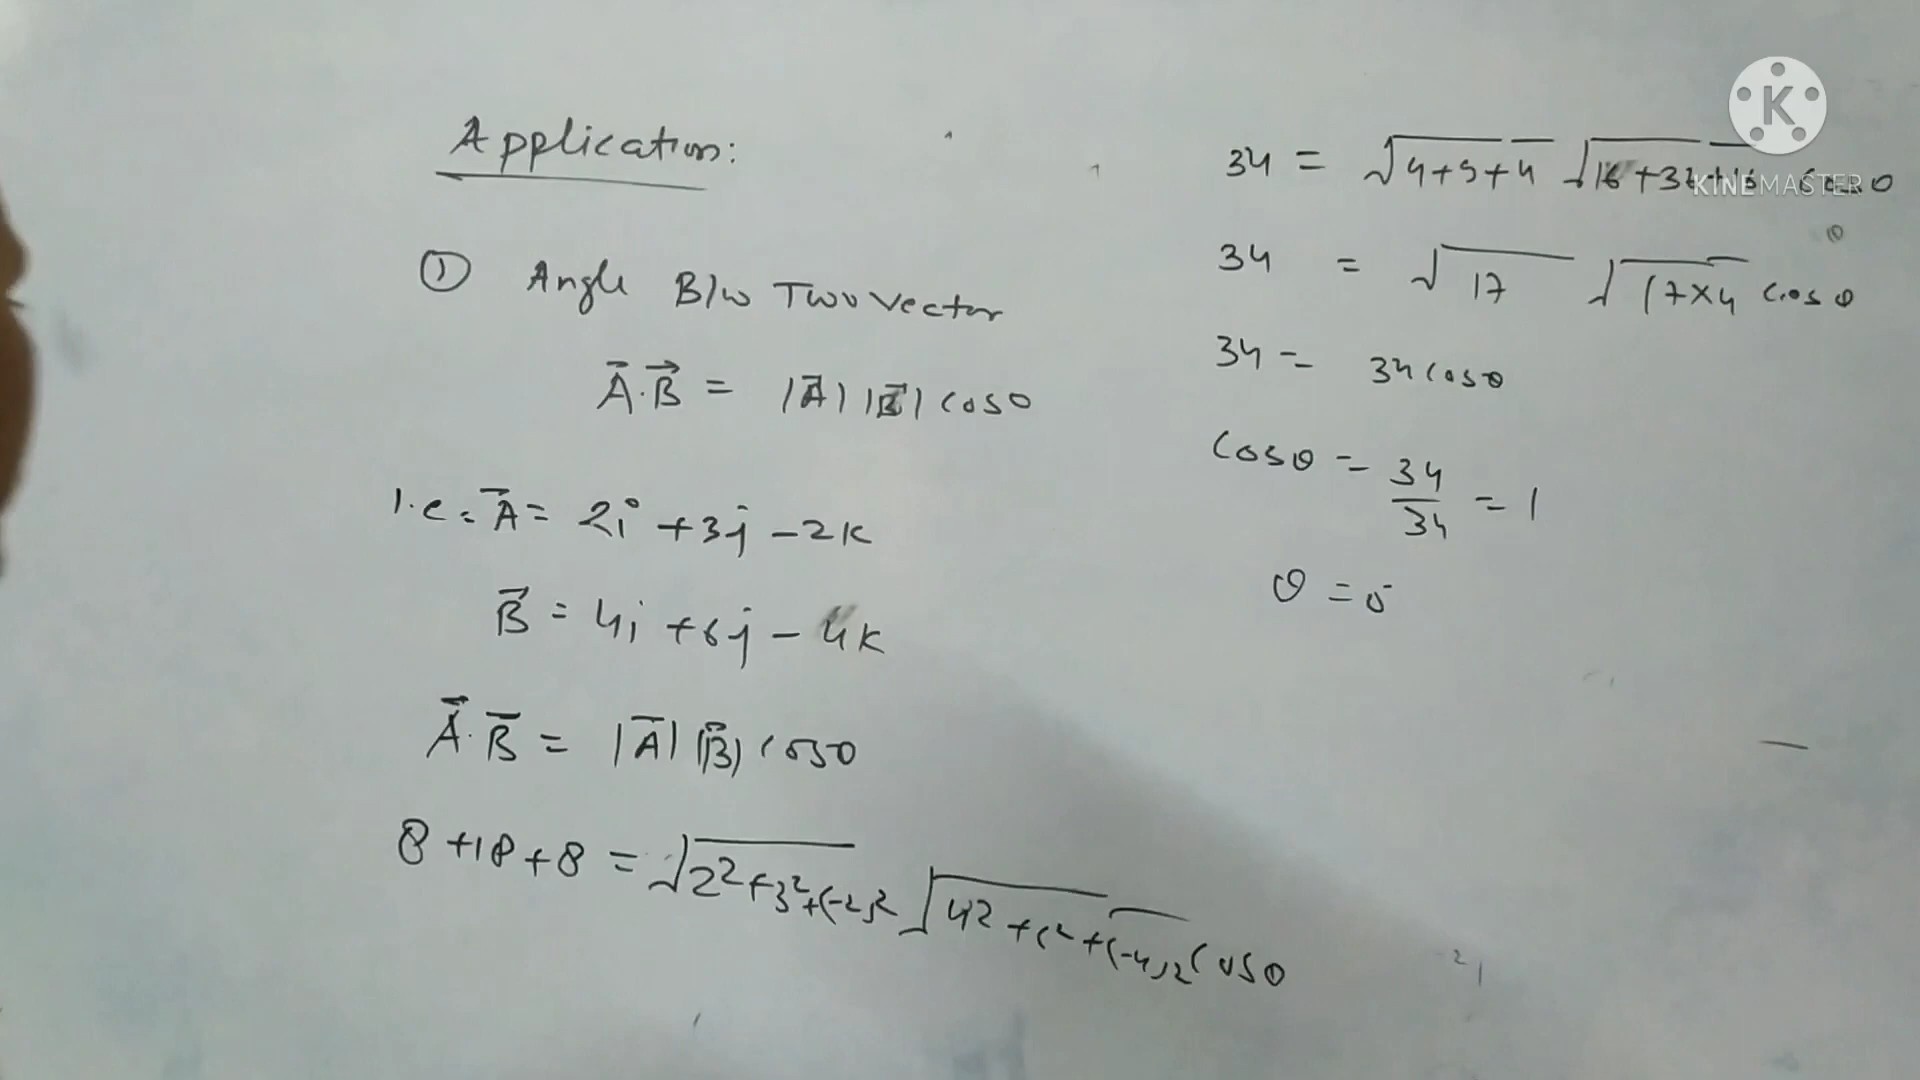 Application:
① Angle B/w Two Vector
A⃗.B⃗ = |A⃗| |B⃗| cosθ
i.e. A⃗ = 2i + 3j - 2k
B⃗ = 4i + 6j - 4k
A⃗.B⃗ = |A⃗| |B⃗| cosθ
8 + 18 + 8 = √2²+3²+(-2)² √4²+6²+(-4)2 cosθ
34 = √4+9+4 √16+36+16 cosθ
34 = √17 √17×4 cosθ
34 = 34 cosθ
cosθ = 34/34 = 1
θ = 0
K
KINEMASTER